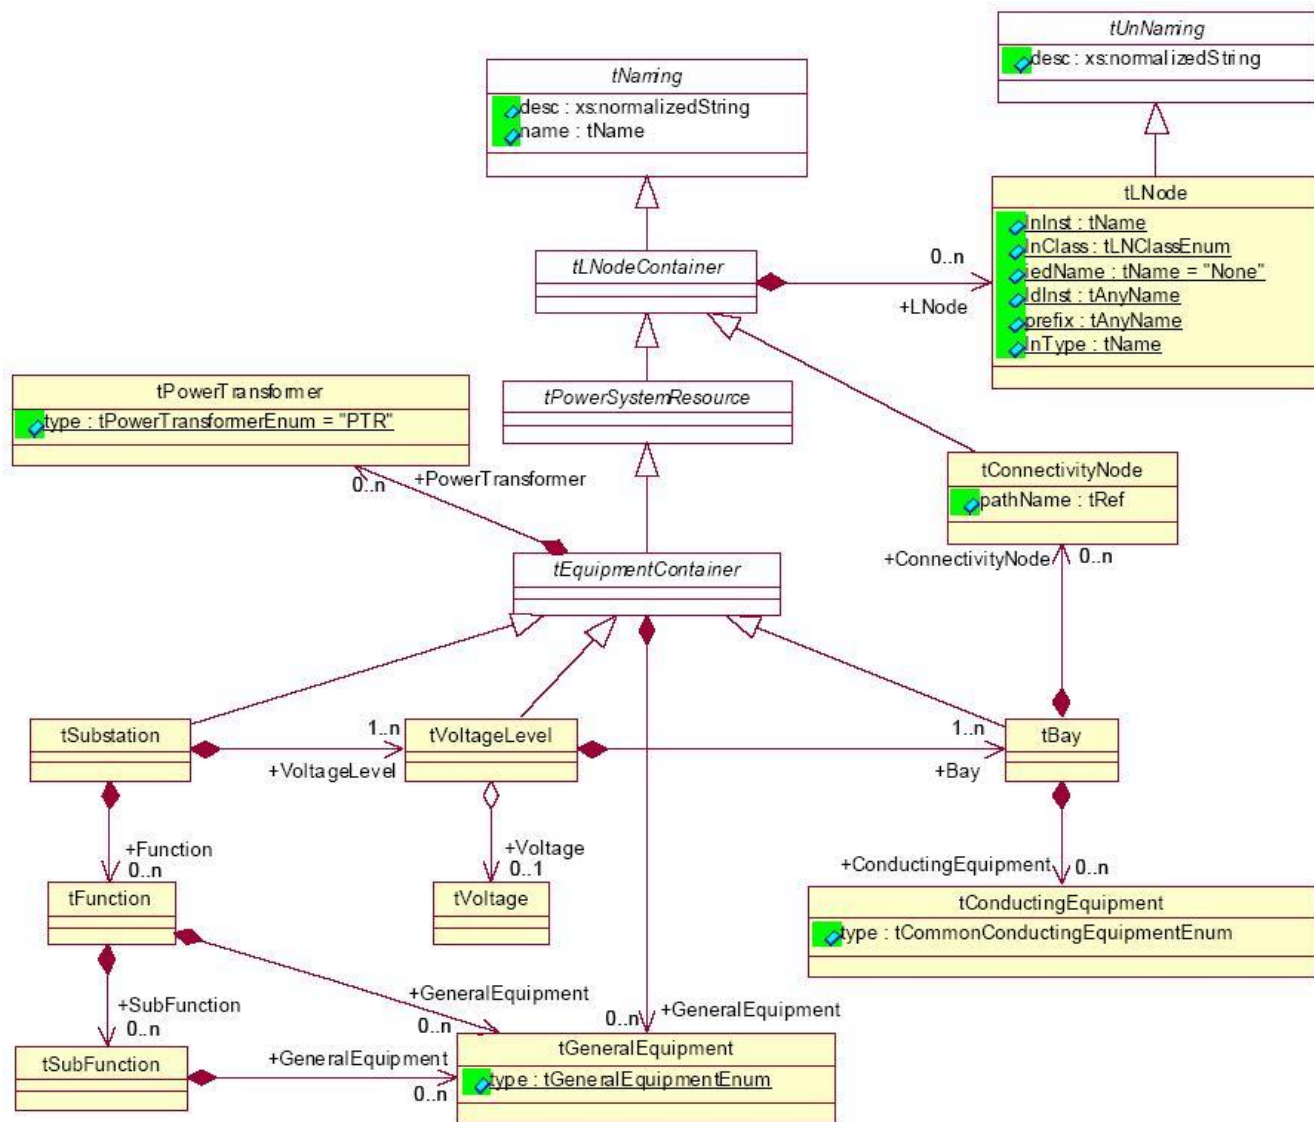 tUnNaming
desc : xs:normalizedString
tNaming
desc : xs:normalizedString
name : tName
tLNode
lnInst : tName
lnClass : tLNClassEnum
iedName : tName = "None"
ldInst : tAnyName
prefix : tAnyName
lnType : tName
0..n
tLNodeContainer
+LNode
tPowerTransformer
type : tPowerTransformerEnum = "PTR"
tPowerSystemResource
+PowerTransformer
0..n
tConnectivityNode
pathName : tRef
+ConnectivityNode
0..n
tEquipmentContainer
tSubstation
1..n
+VoltageLevel
tVoltageLevel
1..n
+Bay
tBay
+Function
0..n
+Voltage
0..1
+ConductingEquipment
0..n
tFunction
tVoltage
tConductingEquipment
type : tCommonConductingEquipmentEnum
+SubFunction
0..n
+GeneralEquipment
0..n
+GeneralEquipment
0..n
tSubFunction
+GeneralEquipment
0..n
tGeneralEquipment
type : tGeneralEquipmentEnum